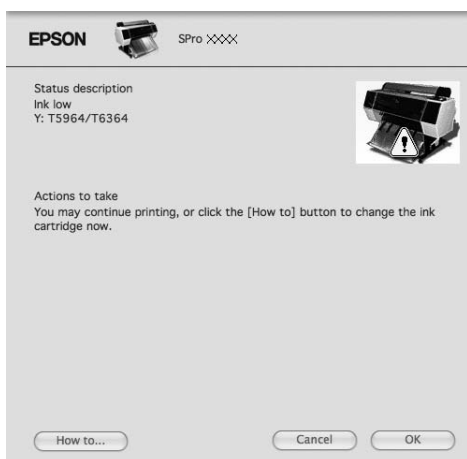 EPSON
SPro XXXX
Status description
Ink low
Y: T5964/T6364
Actions to take
You may continue printing, or click the [How to] button to change the ink
cartridge now.
How to...
Cancel
OK